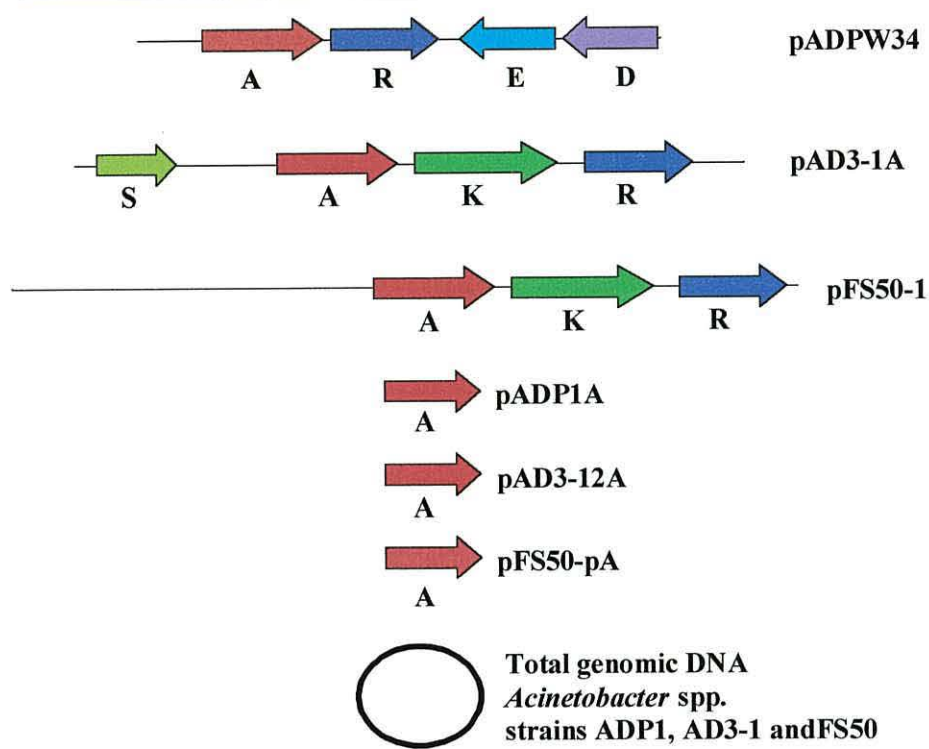 pADPW34
A R E D
pAD3-1A
S A K R
pFS50-1
A K R
pADP1A
A
pAD3-12A
A
pFS50-pA
A
Total genomic DNA
Acinetobacter spp.
strains ADP1, AD3-1 andFS50